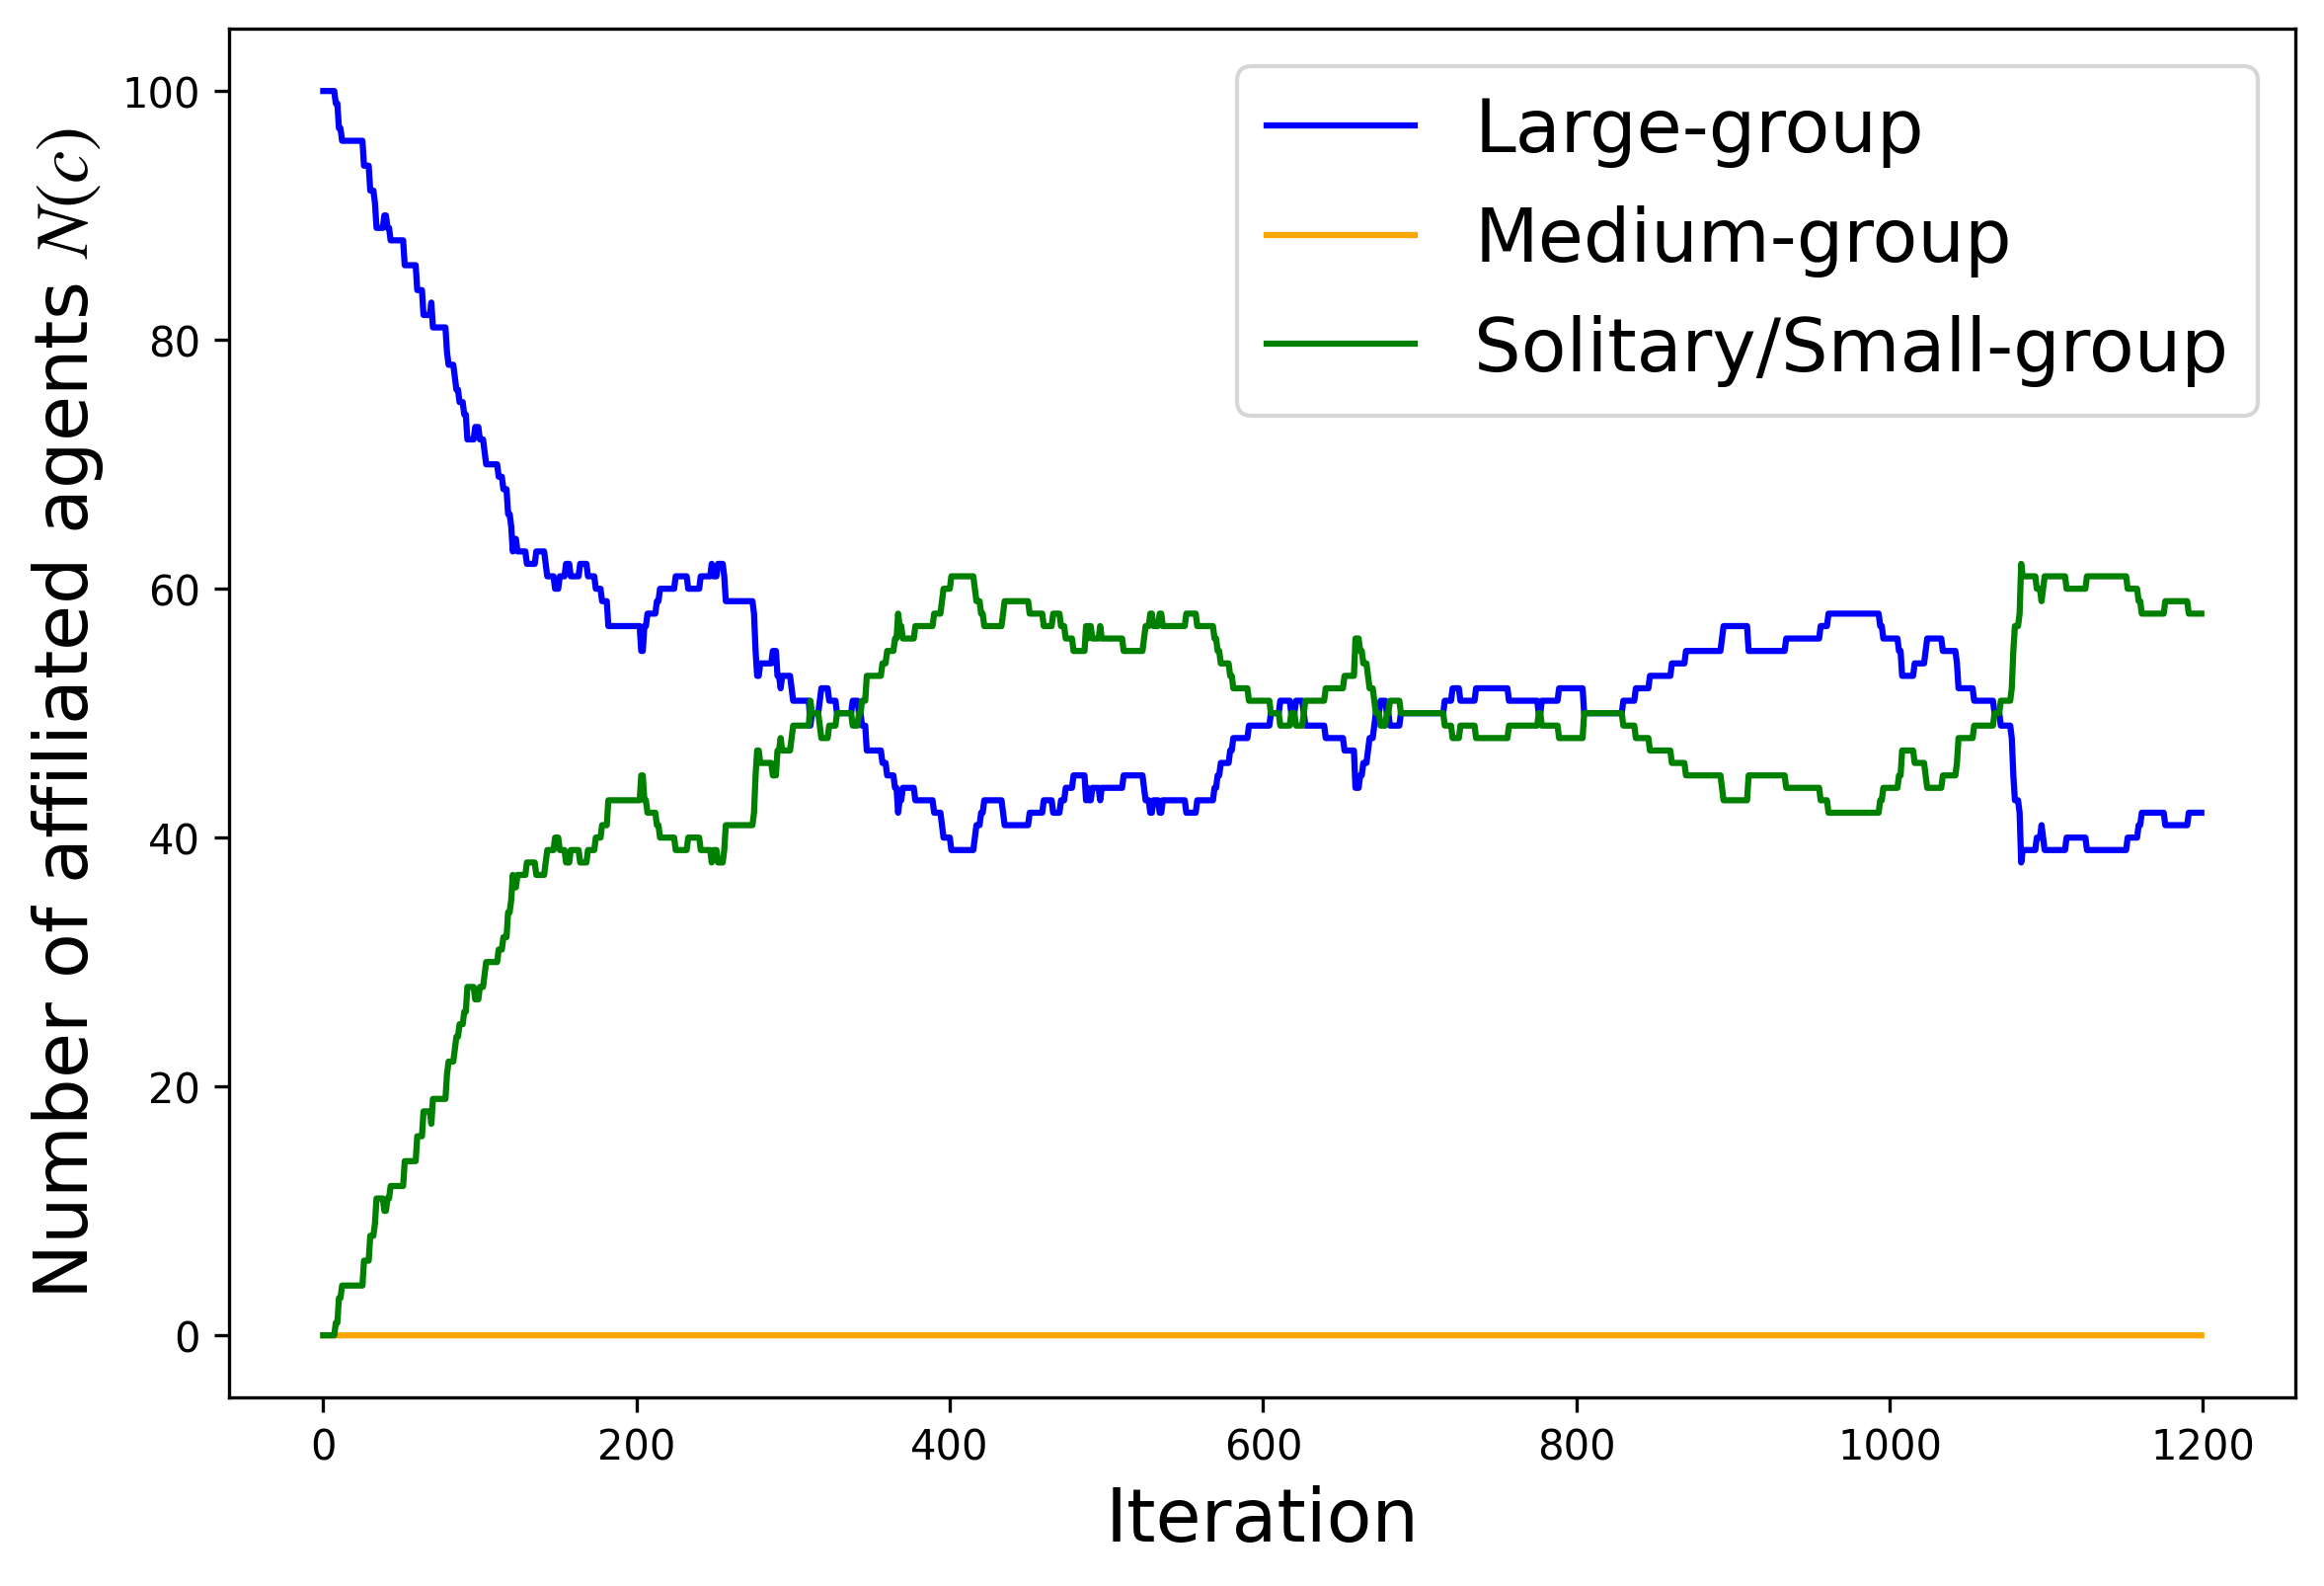 Number of affiliated agents N(c)
100
80
60
40
20
0
Large-group
Medium-group
Solitary/Small-group
0 200 400 600 800 1000 1200
Iteration